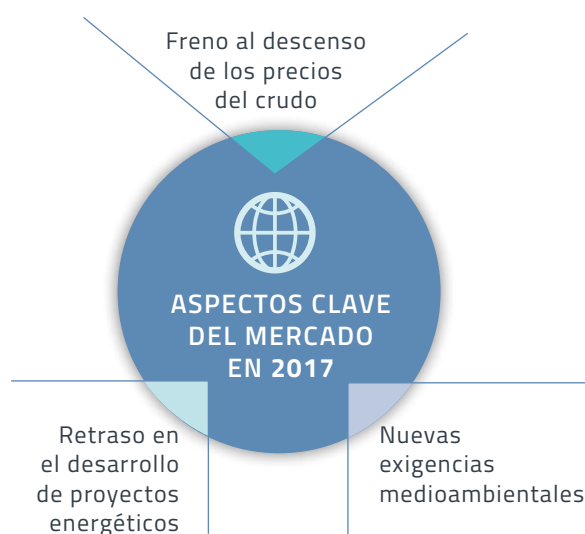 Freno al descenso
de los precios
del crudo
ASPECTOS CLAVE
DEL MERCADO
EN 2017
Retraso en
el desarrollo
de proyectos
energéticos
Nuevas
exigencias
medioambientales